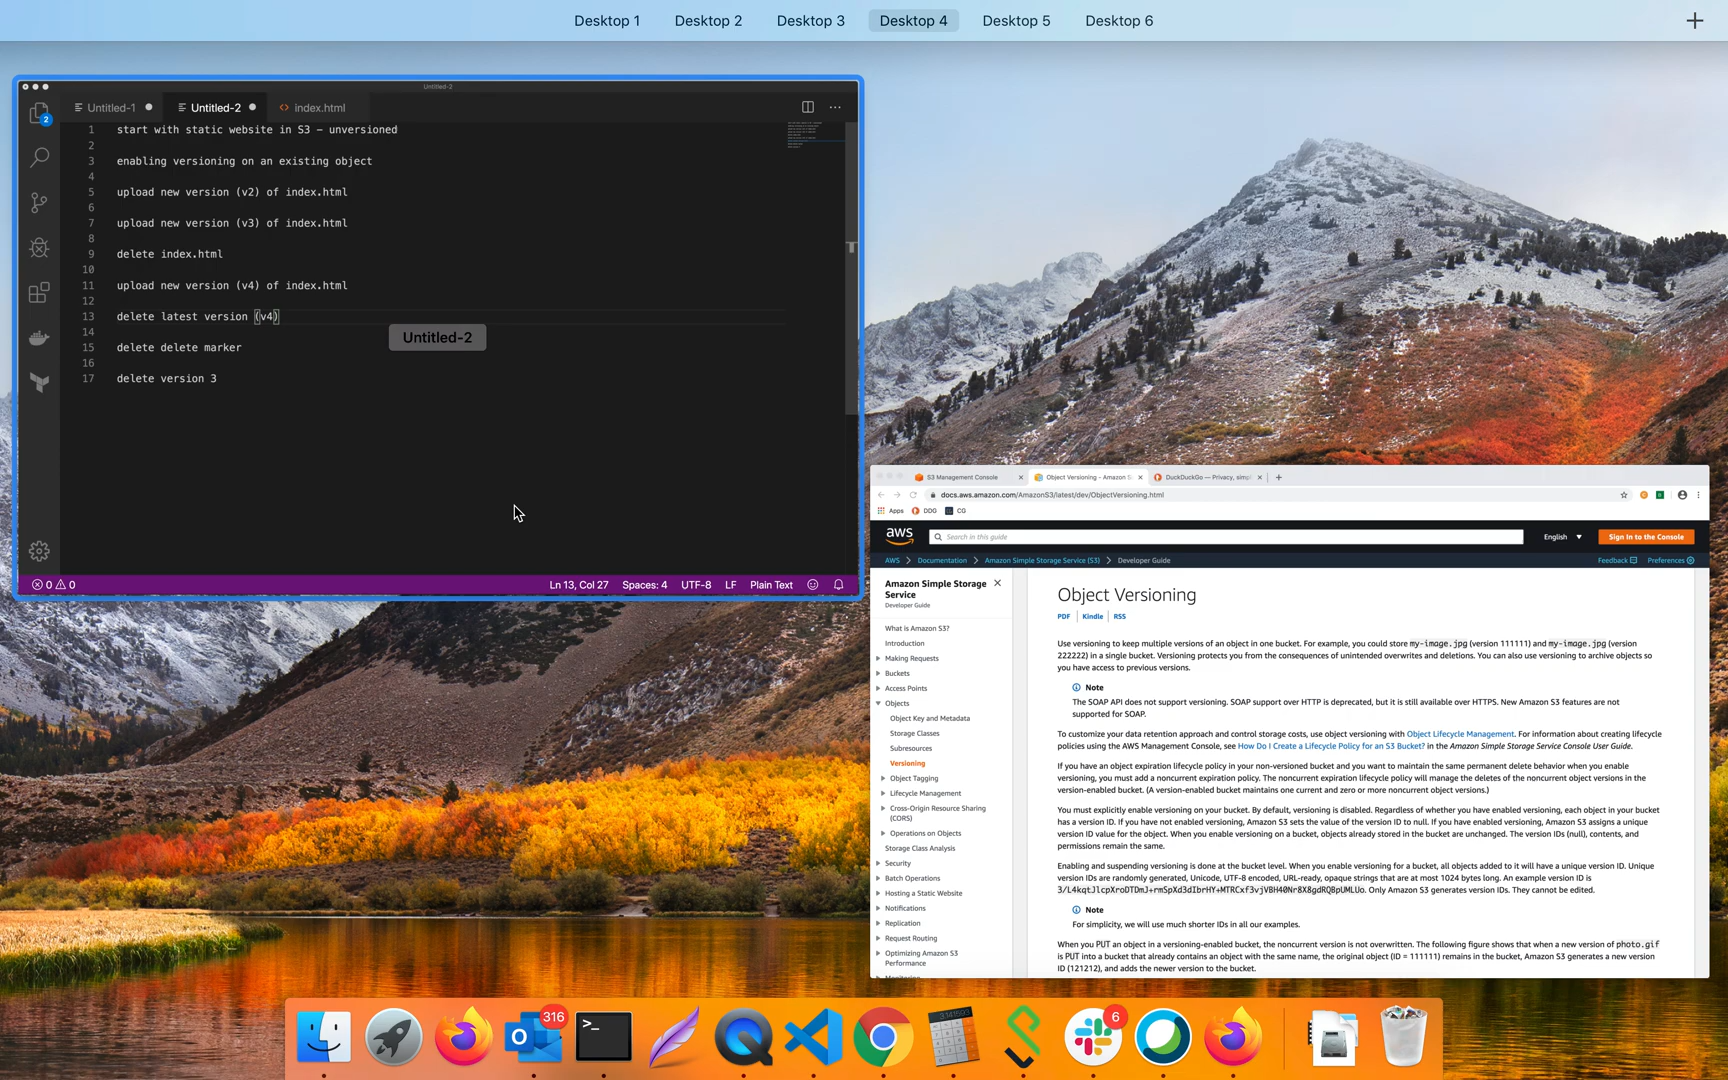 Desktop 1 Desktop 2 Desktop 3 Desktop 4 Desktop 5 Desktop 6
Untitled-2
Untitled-1 Untitled-2 index.html
2
1 start with static website in S3 - unversioned
2
3 enabling versioning on an existing object
4
5 upload new version (v2) of index.html
6
7 upload new version (v3) of index.html
8
9 delete index.html
10
11 upload new version (v4) of index.html
12
13 delete latest version (v4)
14
15 delete delete marker
16
17 delete version 3
Untitled-2
0 0 Ln 13, Col 27 Spaces: 4 UTF-8 LF Plain Text
S3 Management Console Object Versioning - Amazon S DuckDuckGo — Privacy, simp
docs.aws.amazon.com/AmazonS3/latest/dev/ObjectVersioning.html
Apps DDG CG
aws Search in this guide English Sign In to the Console
AWS Documentation Amazon Simple Storage Service (S3) Developer Guide Feedback Preferences
Amazon Simple Storage
Service
Developer Guide
What is Amazon S3?
Introduction
Making Requests
Buckets
Access Points
Objects
Object Key and Metadata
Storage Classes
Subresources
Versioning
Object Tagging
Lifecycle Management
Cross-Origin Resource Sharing
(CORS)
Operations on Objects
Storage Class Analysis
Security
Batch Operations
Hosting a Static Website
Notifications
Replication
Request Routing
Optimizing Amazon S3
Performance
Monitoring
Object Versioning
PDF Kindle RSS
Use versioning to keep multiple versions of an object in one bucket. For example, you could store my-image.jpg (version 111111) and my-image.jpg (version
222222) in a single bucket. Versioning protects you from the consequences of unintended overwrites and deletions. You can also use versioning to archive objects so
you have access to previous versions.
Note
The SOAP API does not support versioning. SOAP support over HTTP is deprecated, but it is still available over HTTPS. New Amazon S3 features are not
supported for SOAP.
To customize your data retention approach and control storage costs, use object versioning with Object Lifecycle Management. For information about creating lifecycle
policies using the AWS Management Console, see How Do I Create a Lifecycle Policy for an S3 Bucket? in the Amazon Simple Storage Service Console User Guide.
If you have an object expiration lifecycle policy in your non-versioned bucket and you want to maintain the same permanent delete behavior when you enable
versioning, you must add a noncurrent expiration policy. The noncurrent expiration lifecycle policy will manage the deletes of the noncurrent object versions in the
version-enabled bucket. (A version-enabled bucket maintains one current and zero or more noncurrent object versions.)
You must explicitly enable versioning on your bucket. By default, versioning is disabled. Regardless of whether you have enabled versioning, each object in your bucket
has a version ID. If you have not enabled versioning, Amazon S3 sets the value of the version ID to null. If you have enabled versioning, Amazon S3 assigns a unique
version ID value for the object. When you enable versioning on a bucket, objects already stored in the bucket are unchanged. The version IDs (null), contents, and
permissions remain the same.
Enabling and suspending versioning is done at the bucket level. When you enable versioning for a bucket, all objects added to it will have a unique version ID. Unique
version IDs are randomly generated, Unicode, UTF-8 encoded, URL-ready, opaque strings that are at most 1024 bytes long. An example version ID is
3/L4kqtJlcpXroDTDmJ+rmSpXd3dIbrHY+MTRCxf3vjVBH40Nr8X8gdRQBpUMLUo. Only Amazon S3 generates version IDs. They cannot be edited.
Note
For simplicity, we will use much shorter IDs in all our examples.
When you PUT an object in a versioning-enabled bucket, the noncurrent version is not overwritten. The following figure shows that when a new version of photo.gif
is PUT into a bucket that already contains an object with the same name, the original object (ID = 111111) remains in the bucket, Amazon S3 generates a new version
ID (121212), and adds the newer version to the bucket.
316 3.141593 6